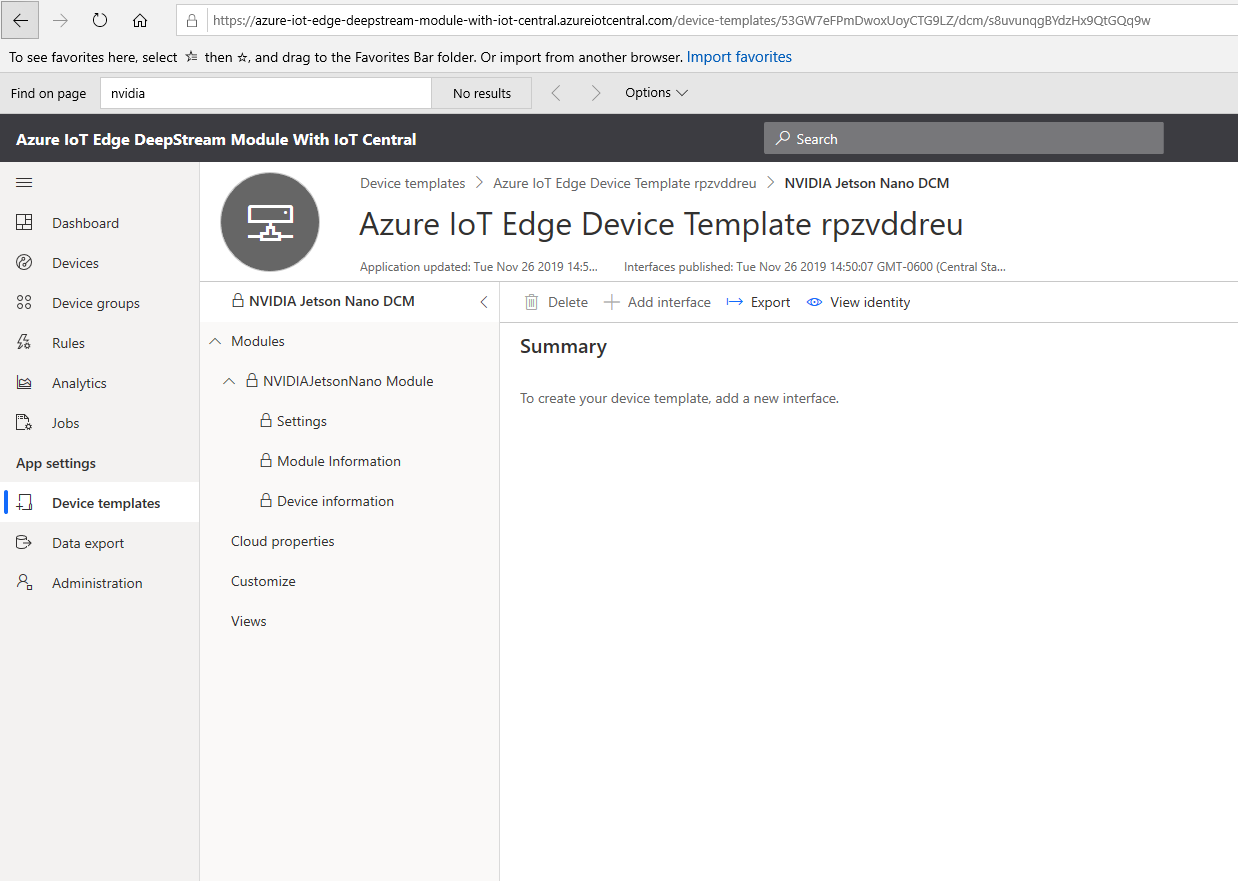 https://azure-iot-edge-deepstream-module-with-iot-central.azureiotcentral.com/device-templates/53GW7eFPmDwoxUoyCTG9LZ/dcm/s8uvunqgBYdzHx9QtGQq9w
To see favorites here, select then , and drag to the Favorites Bar folder. Or import from another browser. Import favorites
Find on page nvidia No results Options
Azure IoT Edge DeepStream Module With IoT Central Search
Device templates > Azure IoT Edge Device Template rpzvddreu > NVIDIA Jetson Nano DCM
Azure IoT Edge Device Template rpzvddreu
Application updated: Tue Nov 26 2019 14:5... Interfaces published: Tue Nov 26 2019 14:50:07 GMT-0600 (Central Sta...
Dashboard
Devices
Device groups
Rules
Analytics
Jobs
App settings
Device templates
Data export
Administration
NVIDIA Jetson Nano DCM
Modules
NVIDIAJetsonNano Module
Settings
Module Information
Device information
Cloud properties
Customize
Views
Delete Add interface Export View identity
Summary
To create your device template, add a new interface.